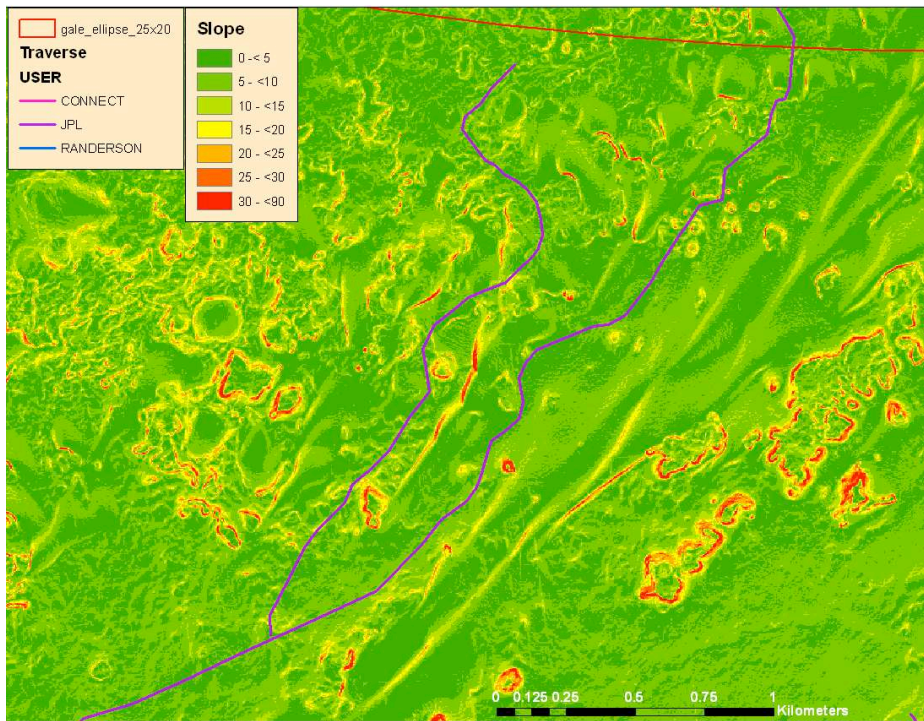 gale_ellipse_25x20
Traverse
USER
CONNECT
JPL
RANDERSON
Slope
0 -< 5
5 - <10
10 - <15
15 - <20
20 - <25
25 - <30
30 - <90
0 0.125 0.25 0.5 0.75 1
Kilometers